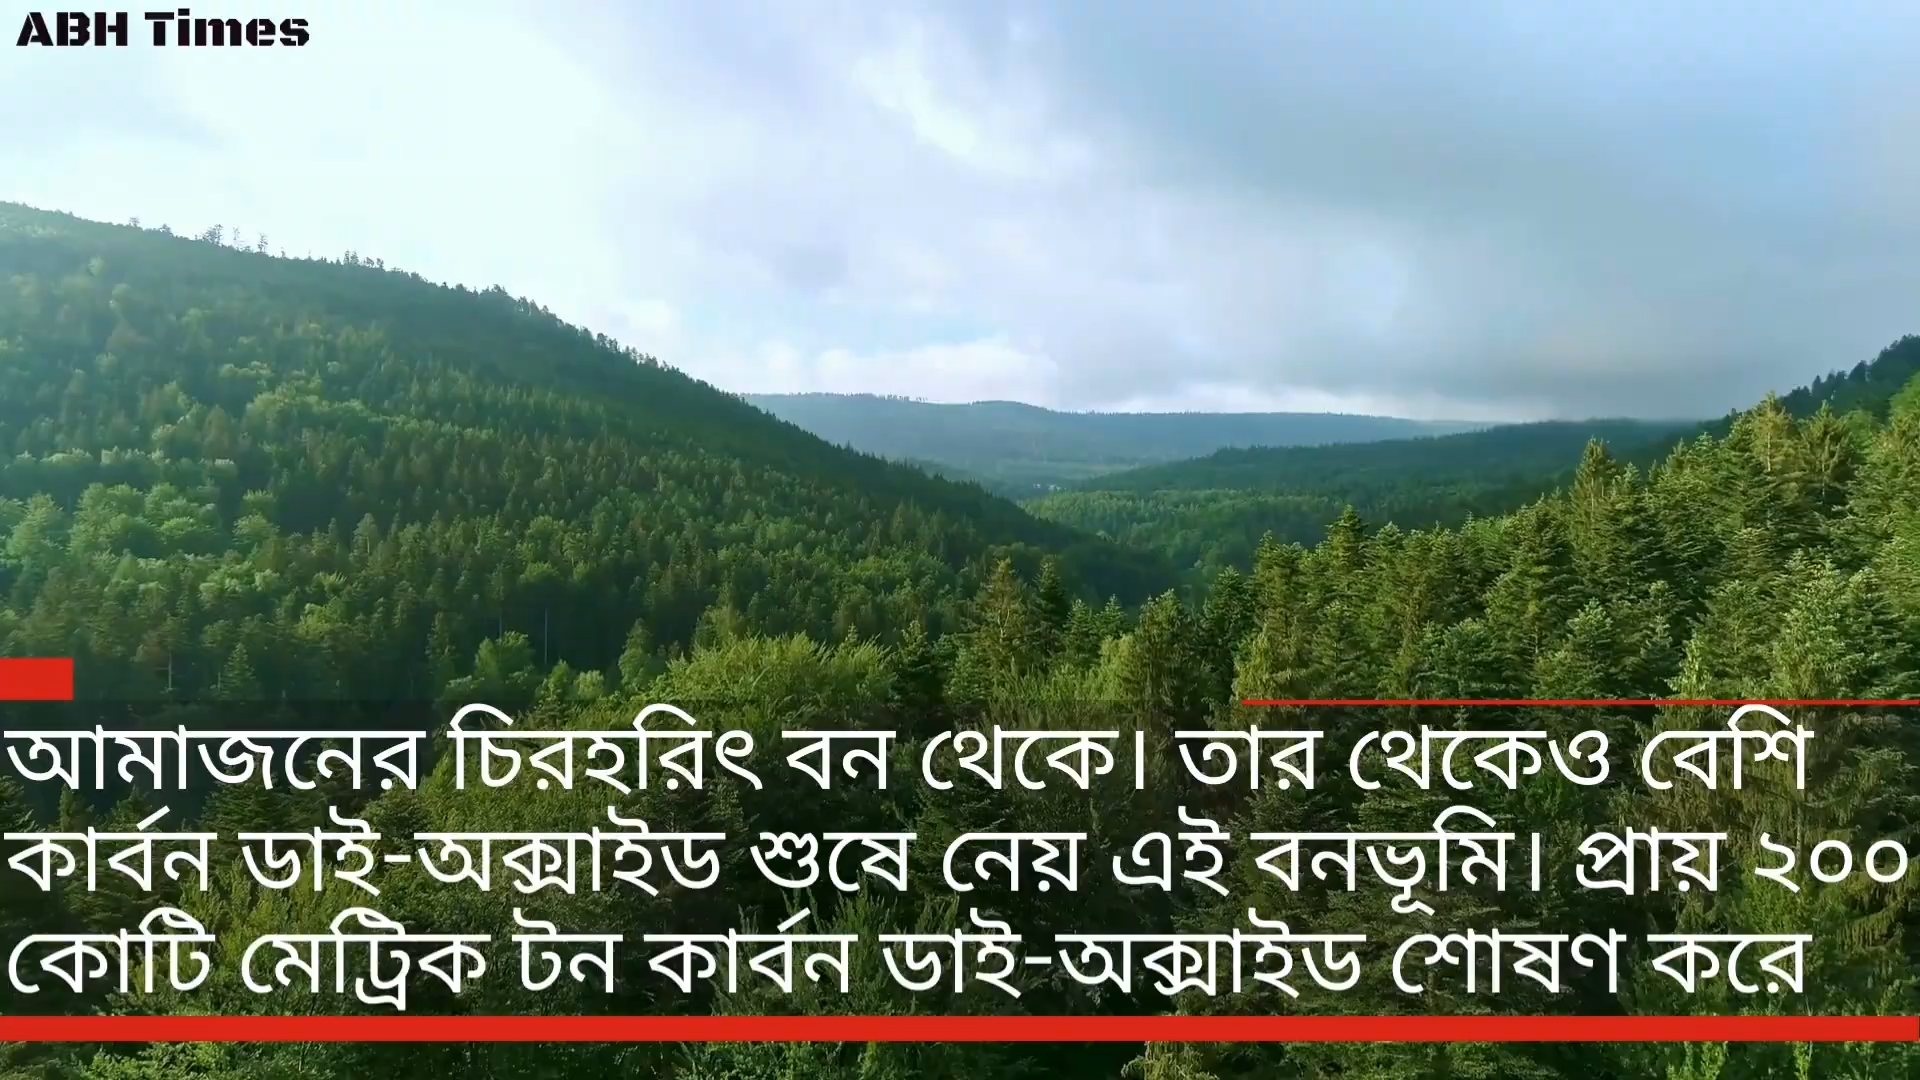 ABH Times
আমাজনের চিরহরিৎ বন থেকে। তার থেকেও বেশি
কার্বন ডাই-অক্সাইড শুষে নেয় এই বনভূমি। প্রায় ২০০
কোটি মেট্রিক টন কার্বন ডাই-অক্সাইড শোষণ করে